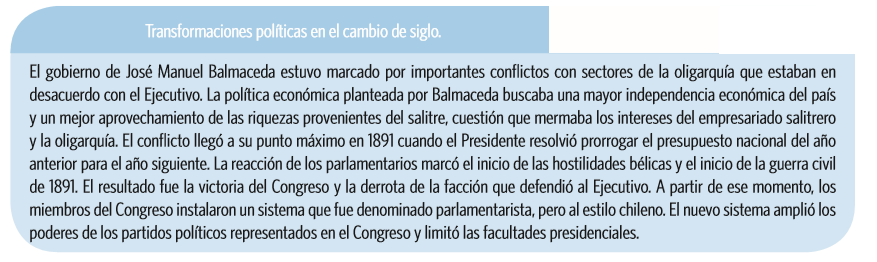 Transformaciones políticas en el cambio de siglo.
El gobierno de José Manuel Balmaceda estuvo marcado por importantes conflictos con sectores de la oligarquía que estaban en
desacuerdo con el Ejecutivo. La política económica planteada por Balmaceda buscaba una mayor independencia económica del país
y un mejor aprovechamiento de las riquezas provenientes del salitre, cuestión que mermaba los intereses del empresariado salitrero
y la oligarquía. El conflicto llegó a su punto máximo en 1891 cuando el Presidente resolvió prorrogar el presupuesto nacional del año
anterior para el año siguiente. La reacción de los parlamentarios marcó el inicio de las hostilidades bélicas y el inicio de la guerra civil
de 1891. El resultado fue la victoria del Congreso y la derrota de la facción que defendió al Ejecutivo. A partir de ese momento, los
miembros del Congreso instalaron un sistema que fue denominado parlamentarista, pero al estilo chileno. El nuevo sistema amplió los
poderes de los partidos políticos representados en el Congreso y limitó las facultades presidenciales.